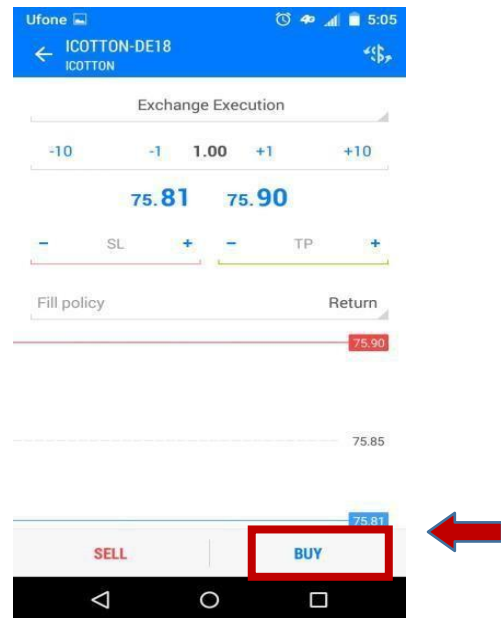 Ufone 4G 5:05
ICOTTON-DE18
ICOTTON
Exchange Execution
-10 -1 1.00 +1 +10
75.81 75.90
- SL + - TP +
Fill policy Return
75.90
75.85
75.81
SELL BUY